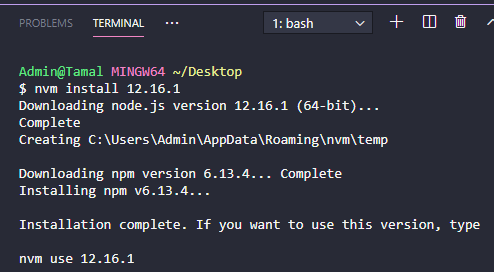 PROBLEMS TERMINAL ... 1: bash
Admin@Tamal MINGW64 ~/Desktop
$ nvm install 12.16.1
Downloading node.js version 12.16.1 (64-bit)...
Complete
Creating C:\Users\Admin\AppData\Roaming\nvm\temp
Downloading npm version 6.13.4... Complete
Installing npm v6.13.4...
Installation complete. If you want to use this version, type
nvm use 12.16.1